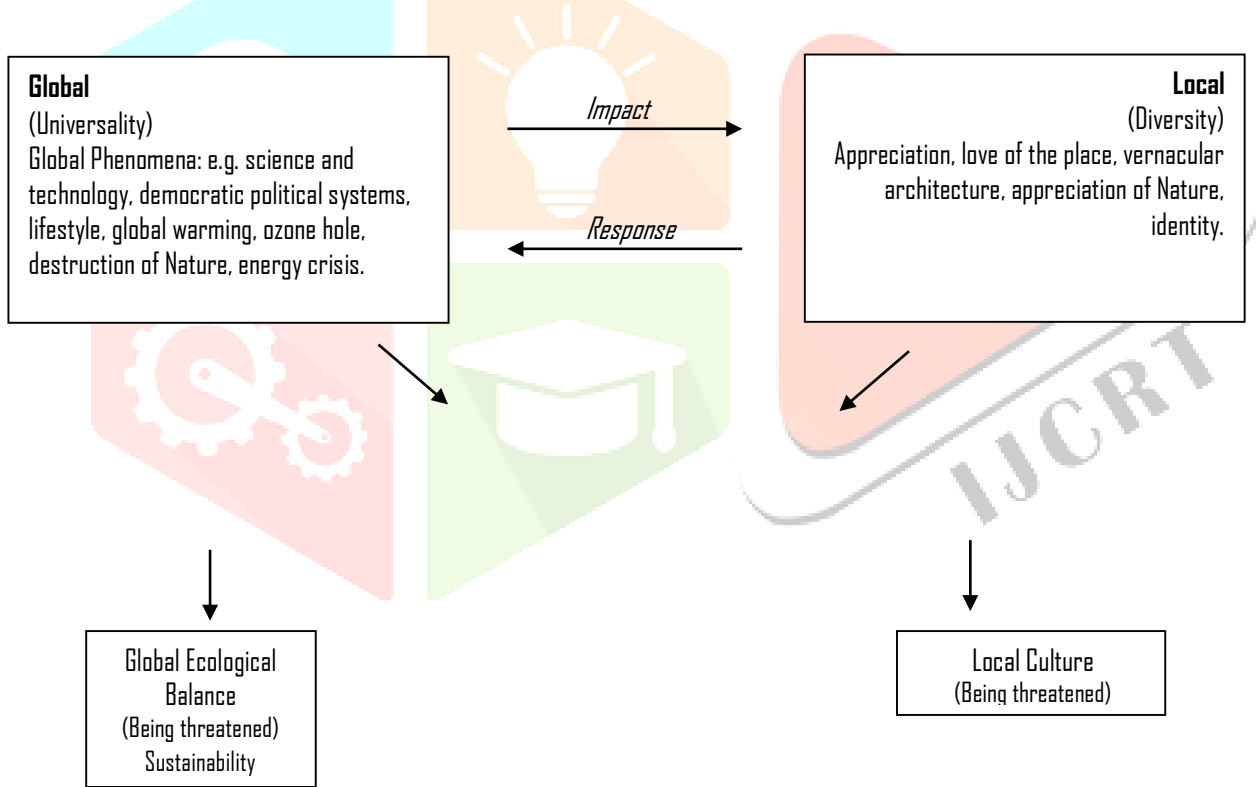 Global
(Universality)
Global Phenomena: e.g. science and
technology, democratic political systems,
lifestyle, global warming, ozone hole,
destruction of Nature, energy crisis.
Impact
Response
Local
(Diversity)
Appreciation, love of the place, vernacular
architecture, appreciation of Nature,
identity.
IJCRT
Global Ecological
Balance
(Being threatened)
Sustainability
Local Culture
(Being threatened)